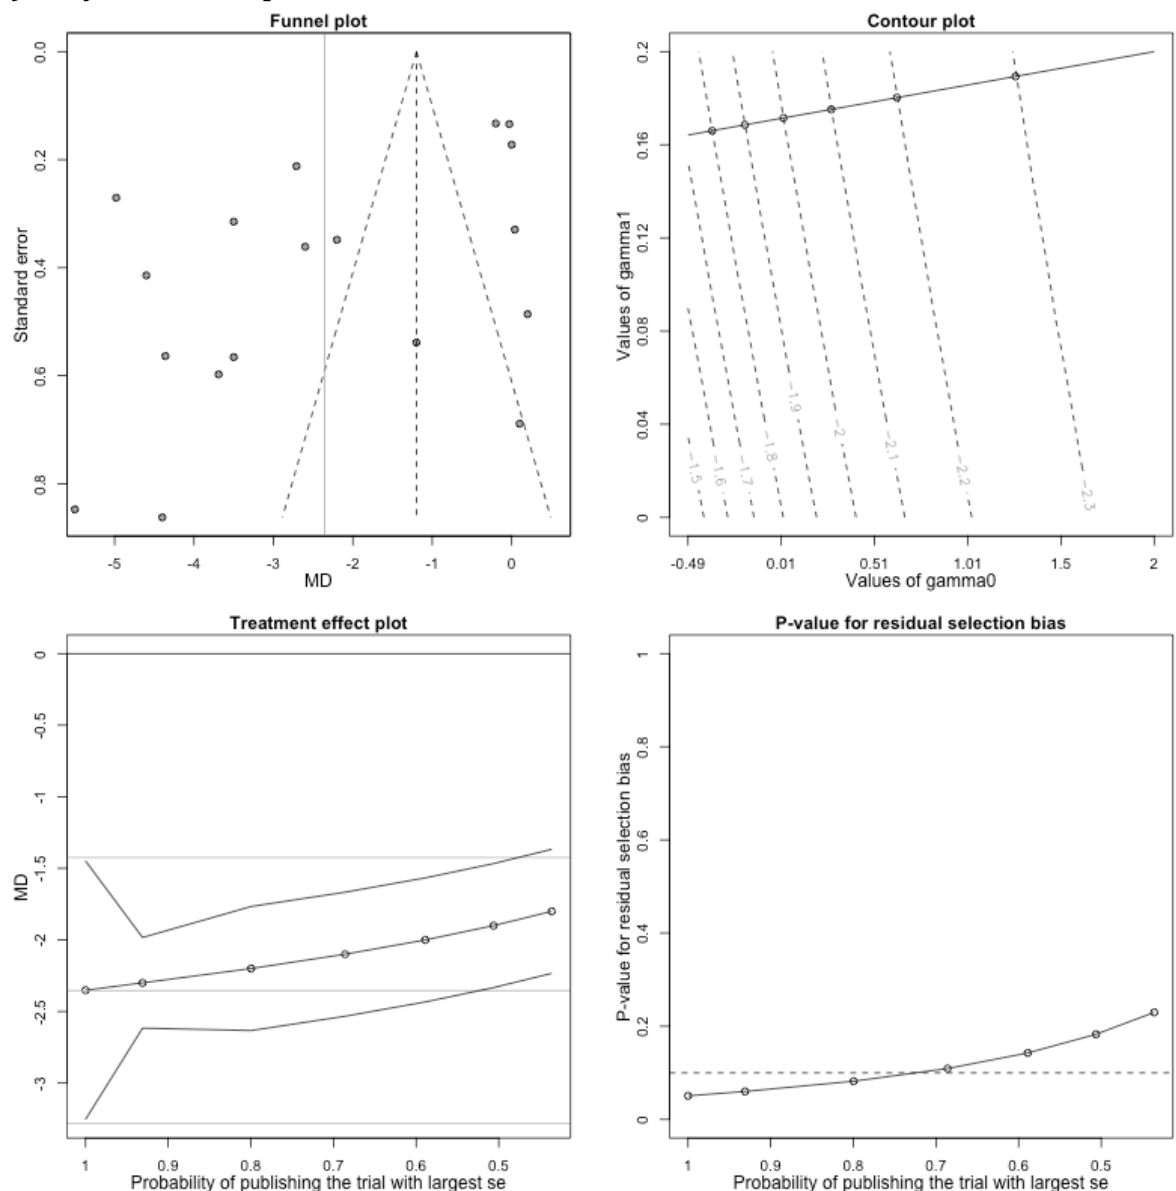 Funnel plot
0.0
0.2
0.4
0.6
0.8
Standard error
-5 -4 -3 -2 -1 0
MD
Contour plot
0.2
0.16
0.12
0.08
0.04
0
Values of gamma1
-1.5
-1.6
-1.7
-1.8
-1.9
-2
-2.1
-2.2
-2.3
-0.49 0.01 0.51 1.01 1.5 2
Values of gamma0
Treatment effect plot
0
-0.5
-1
-1.5
-2
-2.5
-3
MD
1 0.9 0.8 0.7 0.6 0.5
Probability of publishing the trial with largest se
P-value for residual selection bias
1
0.8
0.6
0.4
0.2
0
P-value for residual selection bias
1 0.9 0.8 0.7 0.6 0.5
Probability of publishing the trial with largest se